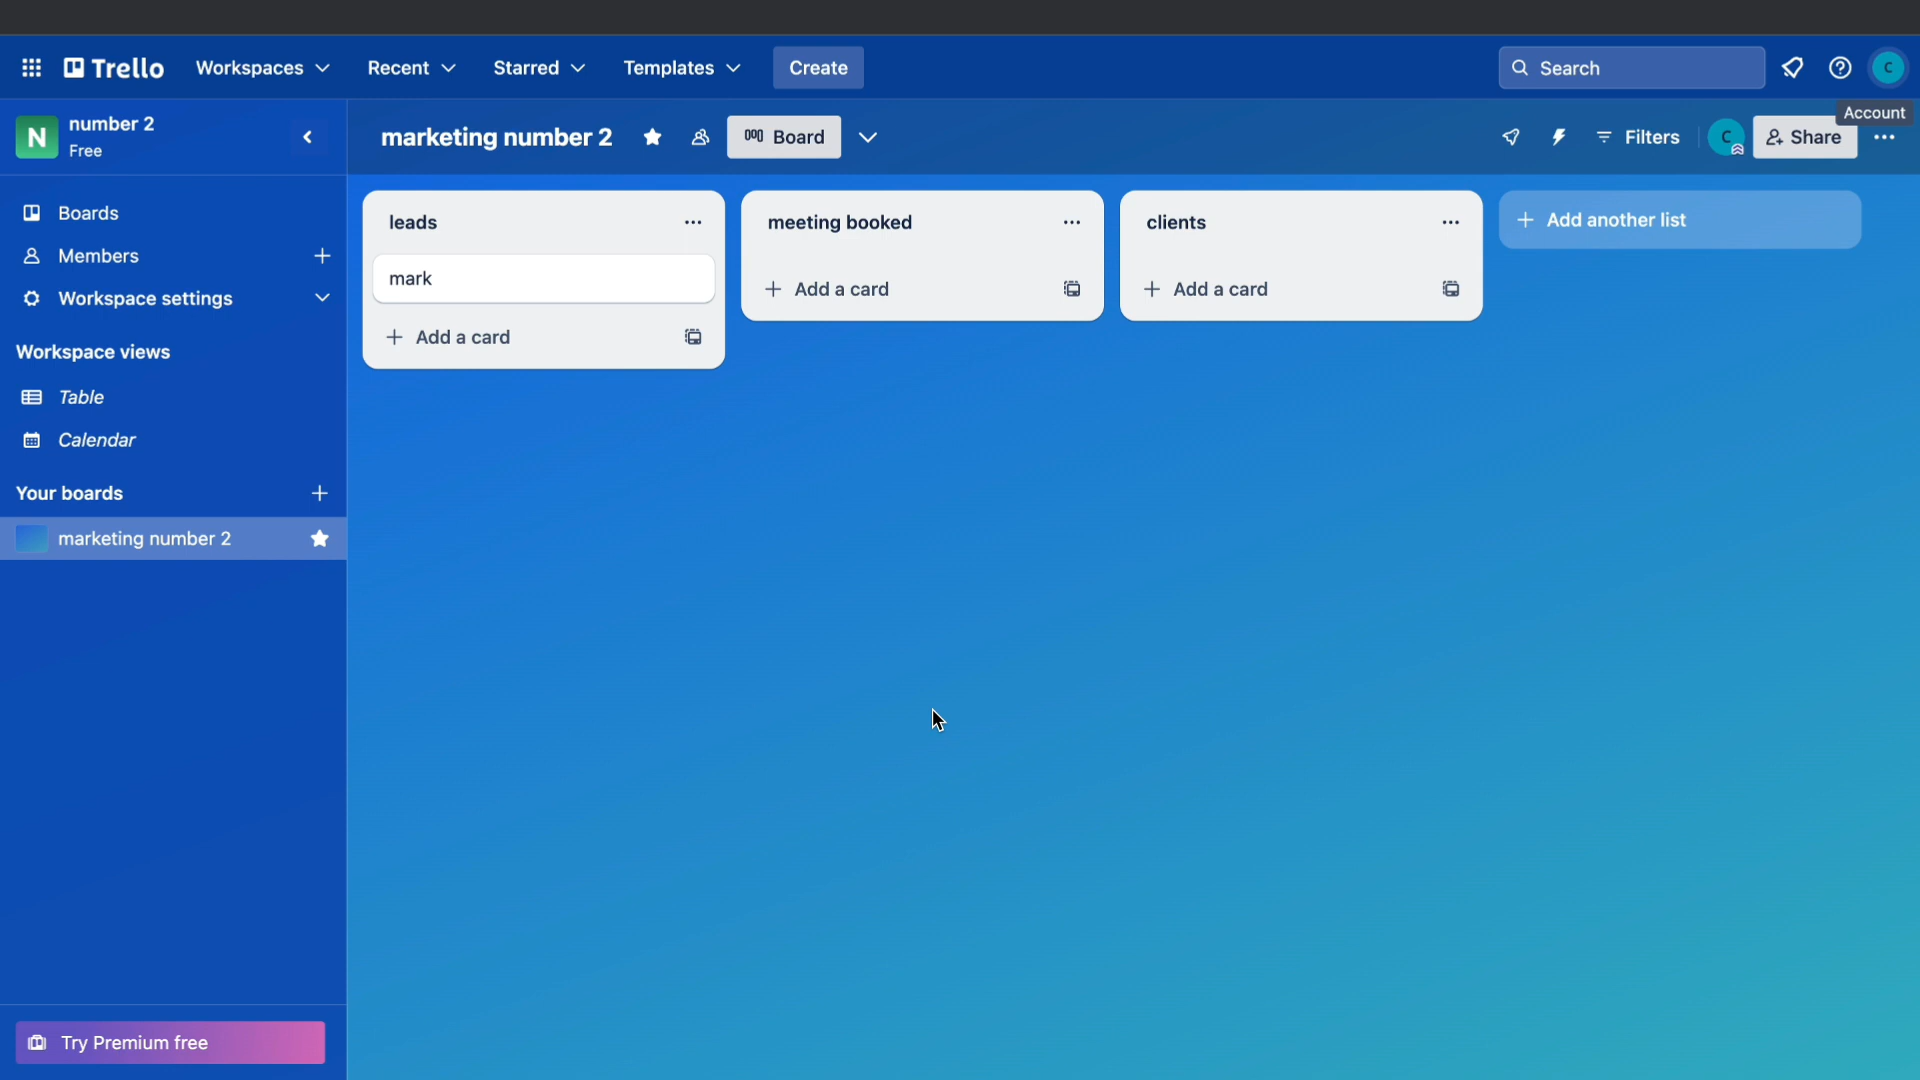 Trello
Workspaces
Recent
Starred
Templates
Create
Search
C
Account
N
number 2
Free
marketing number 2
Board
Filters
C
Share
Boards
Members
Workspace settings
Workspace views
Table
Calendar
Your boards
marketing number 2
Try Premium free
leads
mark
Add a card
meeting booked
Add a card
clients
Add a card
Add another list